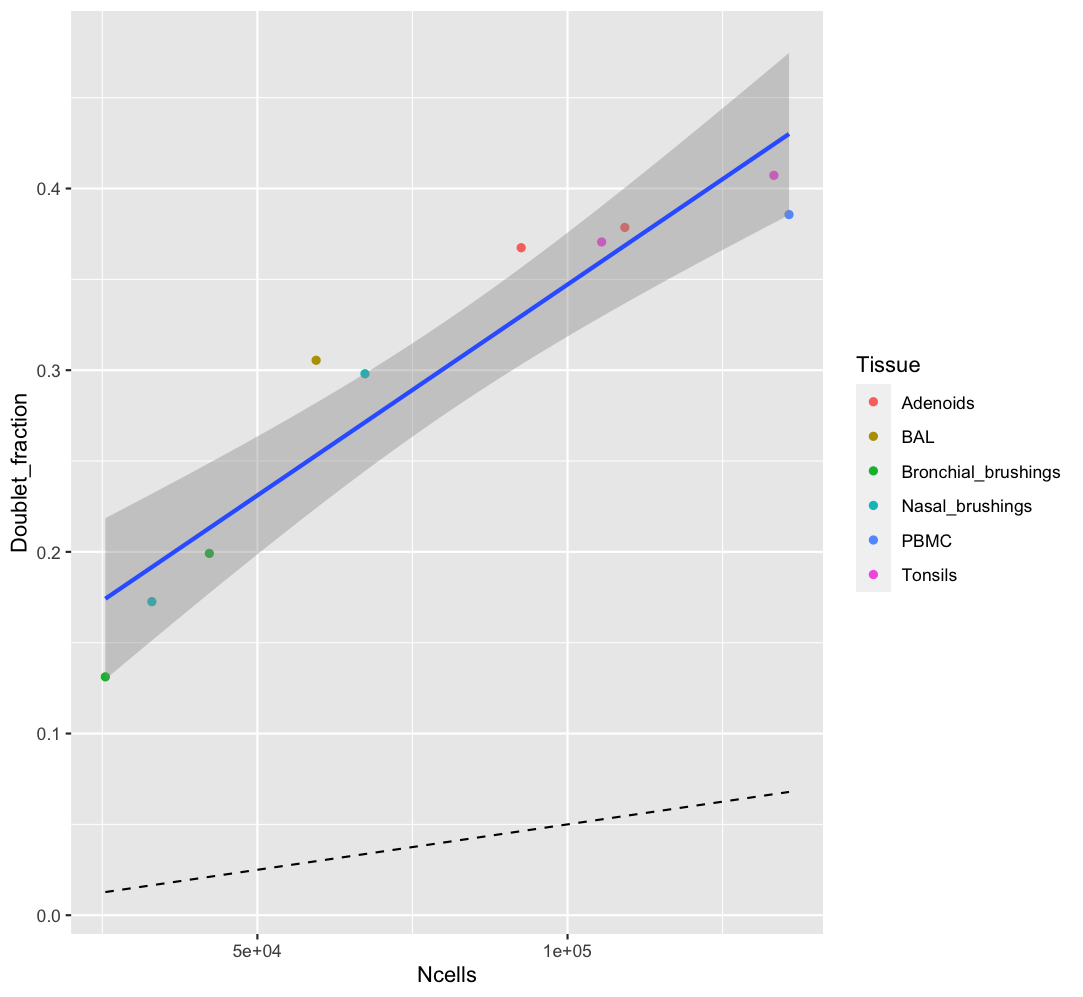 Doublet_fraction
0.4
0.3
0.2
0.1
0.0
5e+04
1e+05
Ncells
Tissue
Adenoids
BAL
Bronchial_brushings
Nasal_brushings
PBMC
Tonsils